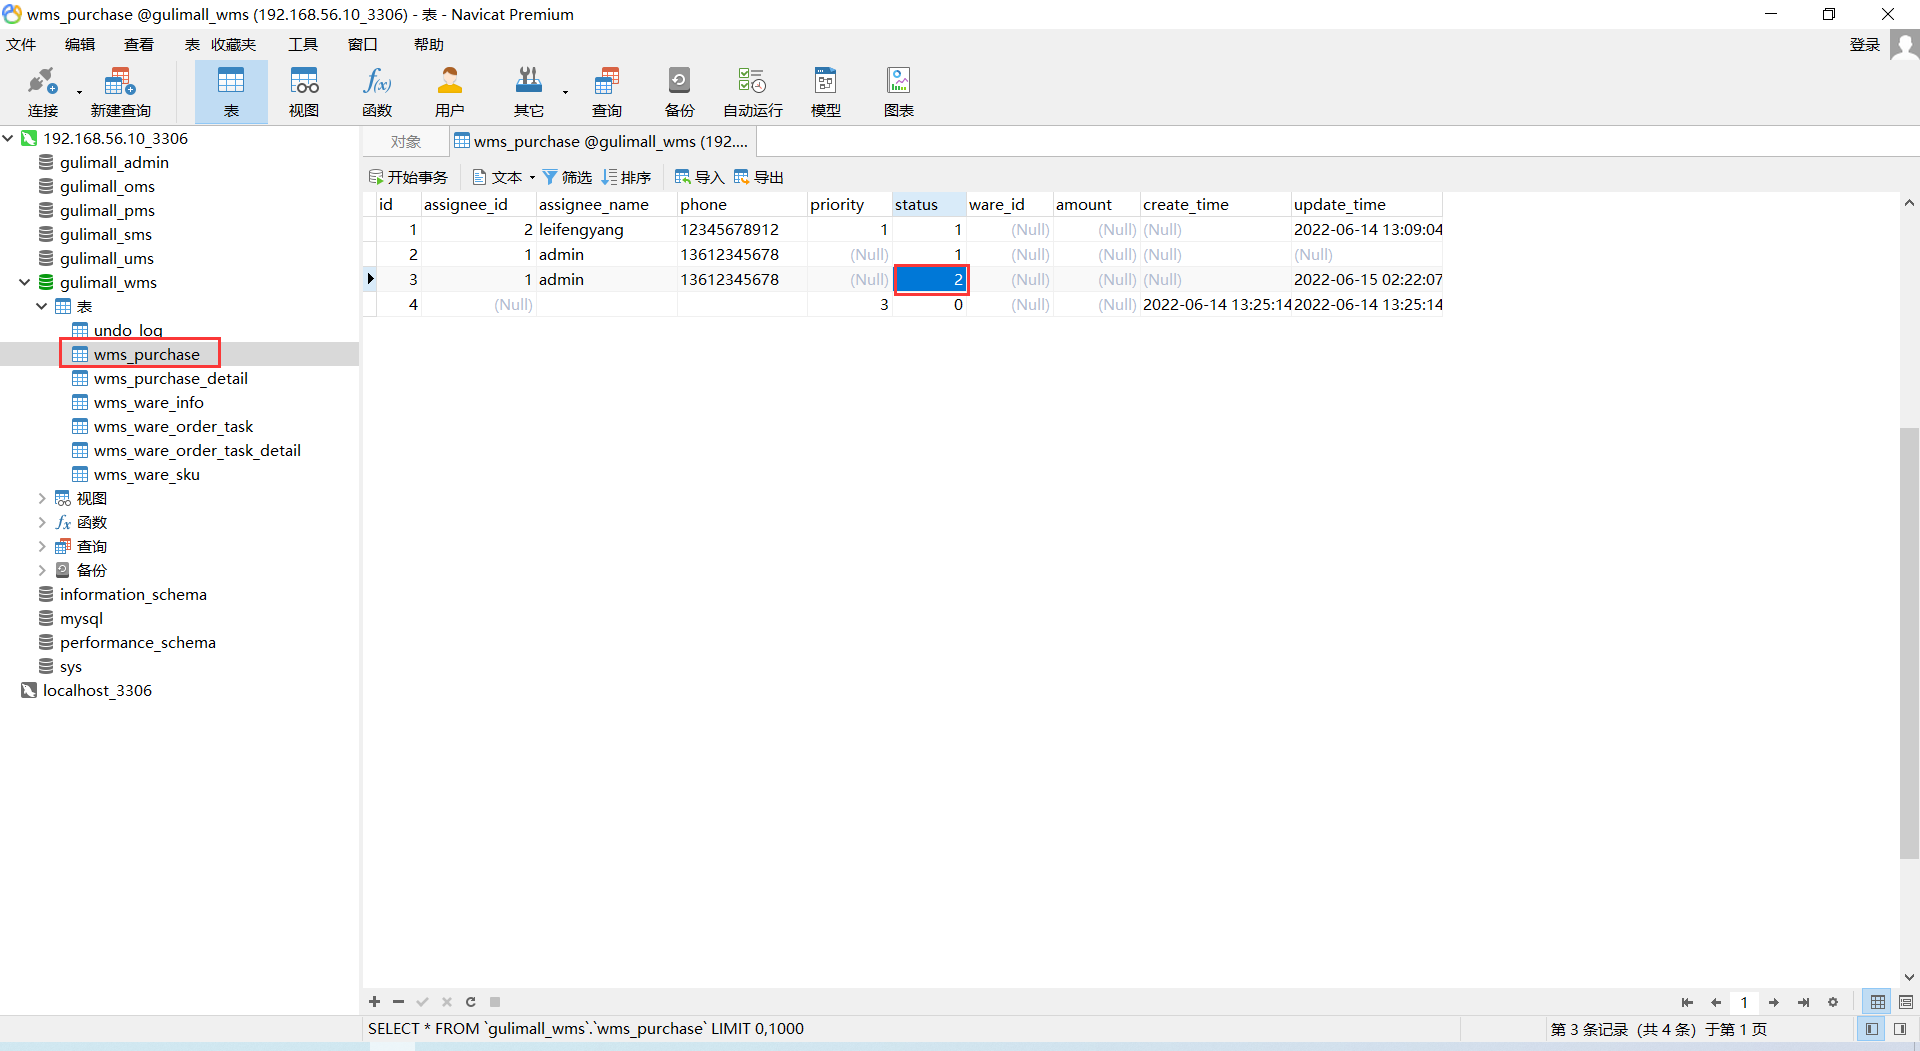 wms_purchase @gulimall_wms (192.168.56.10_3306) - 表 - Navicat Premium
文件 编辑 查看 表 收藏夹 工具 窗口 帮助 登录
连接 新建查询 表 视图 函数 用户 其它 查询 备份 自动运行 模型 图表
192.168.56.10_3306
gulimall_admin
gulimall_oms
gulimall_pms
gulimall_sms
gulimall_ums
gulimall_wms
表
undo_log
wms_purchase
wms_purchase_detail
wms_ware_info
wms_ware_order_task
wms_ware_order_task_detail
wms_ware_sku
视图
函数
查询
备份
information_schema
mysql
performance_schema
sys
localhost_3306
对象 wms_purchase @gulimall_wms (192....
开始事务 文本 筛选 排序 导入 导出
id assignee_id assignee_name phone priority status ware_id amount create_time update_time
1 2 leifengyang 12345678912 1 1 (Null) (Null) (Null) 2022-06-14 13:09:04
2 1 admin 13612345678 (Null) 1 (Null) (Null) (Null) (Null)
3 1 admin 13612345678 (Null) 2 (Null) (Null) (Null) 2022-06-15 02:22:07
4 (Null) 3 0 (Null) (Null) 2022-06-14 13:25:14 2022-06-14 13:25:14
1
SELECT * FROM `gulimall_wms`.`wms_purchase` LIMIT 0,1000
第 3 条记录 (共 4 条) 于第 1 页